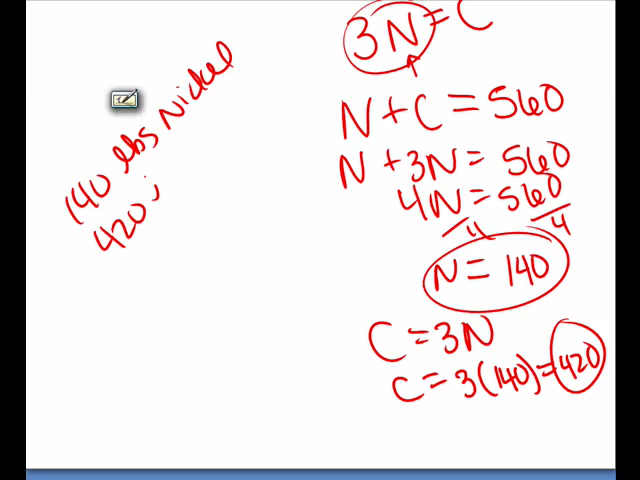 3N = C
N + C = 560
N + 3N = 560
4N = 560
4 4
N = 140
C = 3N
C = 3(140) = 420
140 lbs Nickel
420